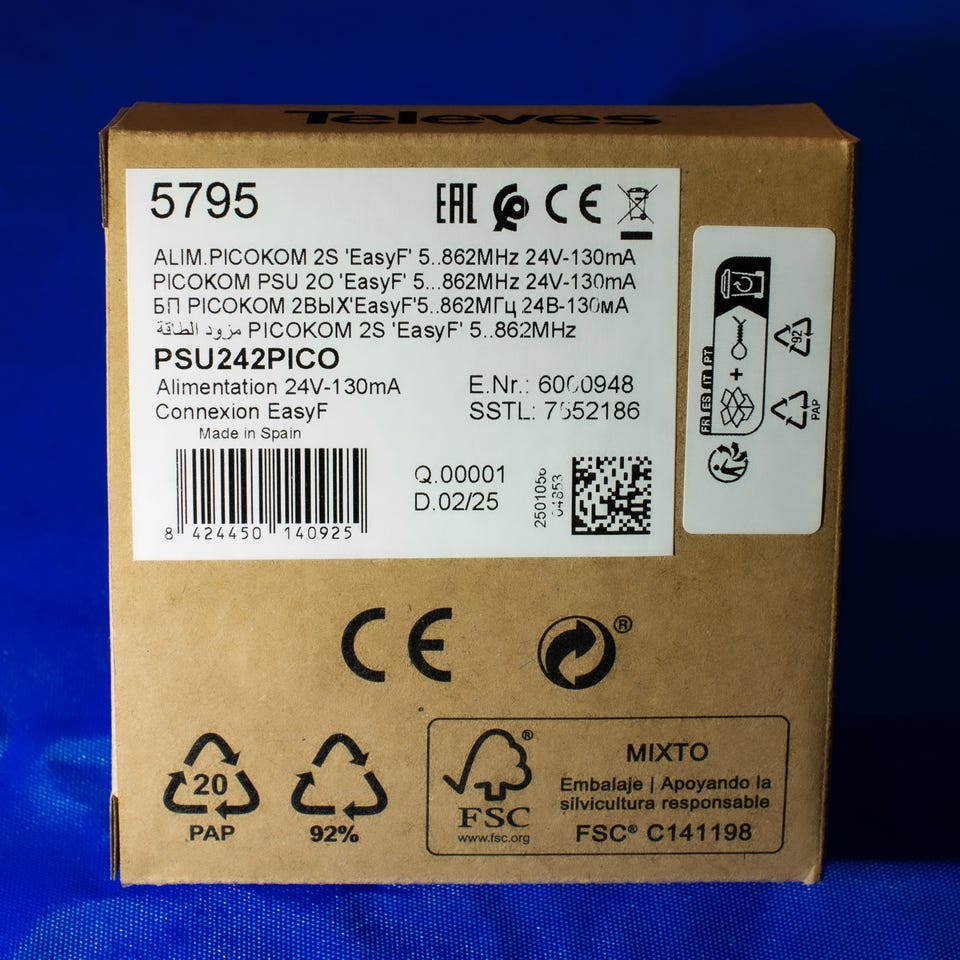 Televes
5795
EAC CE
ALIM.PICOKOM 2S 'EasyF' 5..862MHz 24V-130mA
PICOKOM PSU 2O 'EasyF' 5..862MHz 24V-130mA
БП PICOKOM 2ВЫХ'EasyF'5..862МГц 24В-130мА
مزود الطاقة PICOKOM 2S 'EasyF' 5..862MHz
PSU242PICO
Alimentation 24V-130mA
Connexion EasyF
E.Nr.: 6000948
SSTL: 7552186
Made in Spain
8 424450 140925
Q.00001
D.02/25
2501056
04853
FR ES IT PT
+
92
PAP
CE
®
20
PAP
92%
®
FSC
www.fsc.org
MIXTO
Embalaje | Apoyando la
silvicultura responsable
FSC® C141198